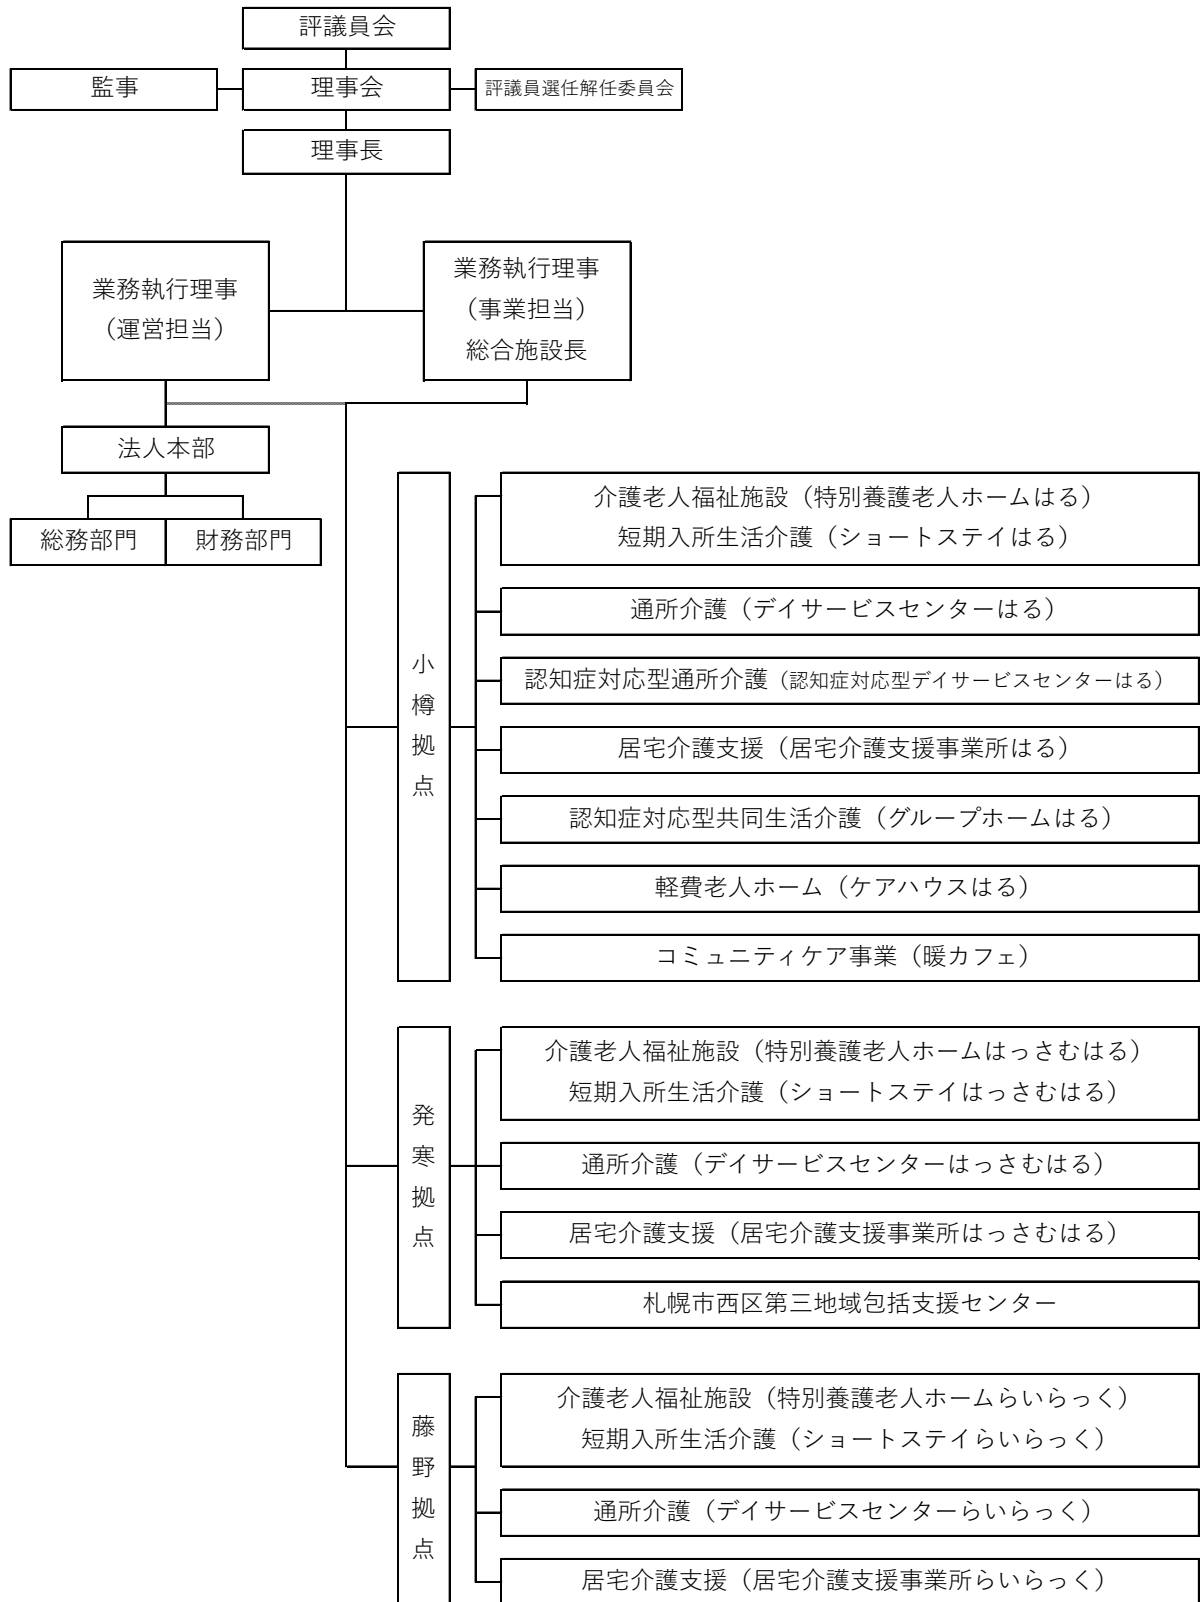 評議員会
監事
理事会
評議員選任解任委員会
理事長
業務執行理事
（運営担当）
業務執行理事
（事業担当）
総合施設長
法人本部
総務部門
財務部門
小樽拠点
介護老人福祉施設（特別養護老人ホームはる）
短期入所生活介護（ショートステイはる）
通所介護（デイサービスセンターはる）
認知症対応型通所介護（認知症対応型デイサービスセンターはる）
居宅介護支援（居宅介護支援事業所はる）
認知症対応型共同生活介護（グループホームはる）
軽費老人ホーム（ケアハウスはる）
コミュニティケア事業（暖カフェ）
発寒拠点
介護老人福祉施設（特別養護老人ホームはっさむはる）
短期入所生活介護（ショートステイはっさむはる）
通所介護（デイサービスセンターはっさむはる）
居宅介護支援（居宅介護支援事業所はっさむはる）
札幌市西区第三地域包括支援センター
藤野拠点
介護老人福祉施設（特別養護老人ホームらいらっく）
短期入所生活介護（ショートステイらいらっく）
通所介護（デイサービスセンターらいらっく）
居宅介護支援（居宅介護支援事業所らいらっく）